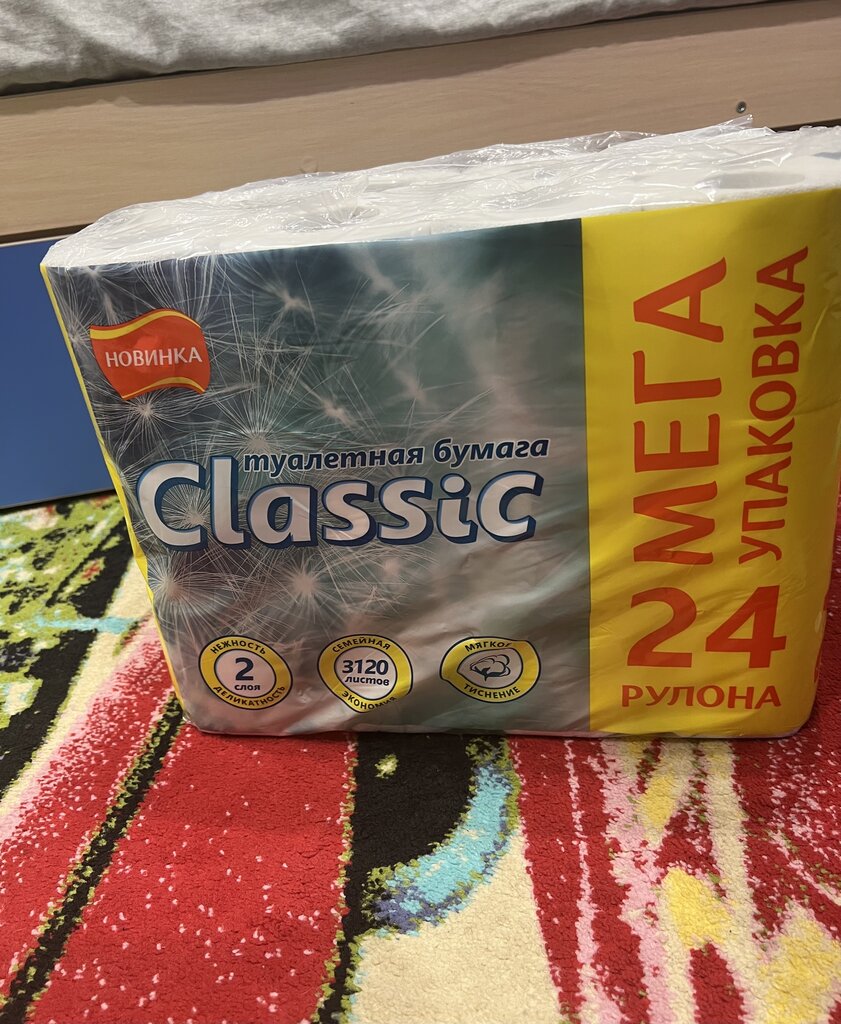 НОВИНКА
туалетная бумага
Classic
НЕЖНОСТЬ
2
слоя
ДЕЛИКАТНОСТЬ
СЕМЕЙНАЯ
3120
листов
ЭКОНОМИЯ
МЯГКОЕ
ТИСНЕНИЕ
МЕГА
УПАКОВКА
24
РУЛОНА